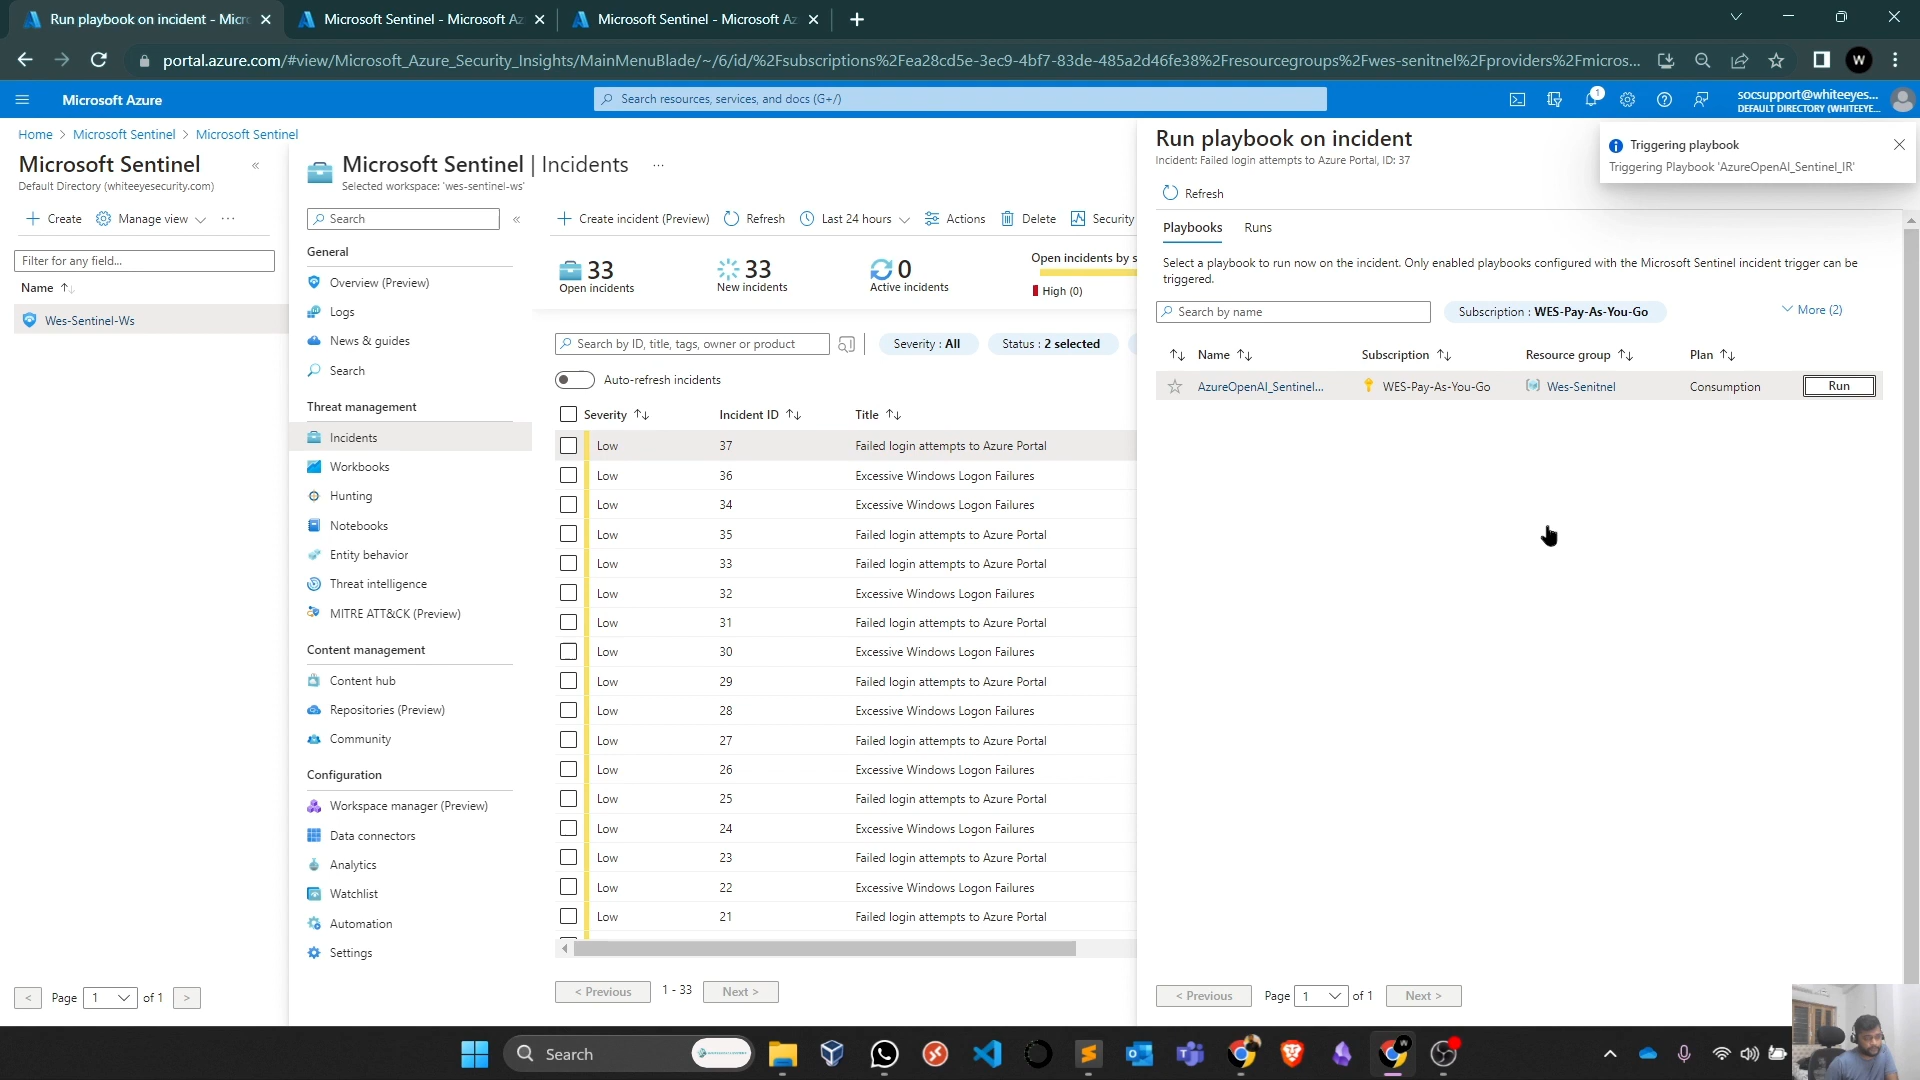 Run playbook on incident - Micr
Microsoft Sentinel - Microsoft Az
Microsoft Sentinel - Microsoft Az
portal.azure.com/#view/Microsoft_Azure_Security_Insights/MainMenuBlade/~/6/id/%2Fsubscriptions%2Fea28cd5e-3ec9-4bf7-83de-485a2d46fe38%2Fresourcegroups%2Fwes-senitnel%2Fproviders%2Fmicros...
W
Microsoft Azure
Search resources, services, and docs (G+/)
1
socsupport@whiteeyes...
DEFAULT DIRECTORY (WHITEEYE...
Home > Microsoft Sentinel > Microsoft Sentinel
Microsoft Sentinel
Default Directory (whiteeyesecurity.com)
Create
Manage view
Filter for any field...
Name
Wes-Sentinel-Ws
< Page 1 of 1 >
Microsoft Sentinel | Incidents
Selected workspace: 'wes-sentinel-ws'
Search
General
Overview (Preview)
Logs
News & guides
Search
Threat management
Incidents
Workbooks
Hunting
Notebooks
Entity behavior
Threat intelligence
MITRE ATT&CK (Preview)
Content management
Content hub
Repositories (Preview)
Community
Configuration
Workspace manager (Preview)
Data connectors
Analytics
Watchlist
Automation
Settings
Create incident (Preview) Refresh Last 24 hours Actions Delete Security
33
Open incidents
33
New incidents
0
Active incidents
Open incidents by s
High (0)
Search by ID, title, tags, owner or product
Severity : All
Status : 2 selected
Auto-refresh incidents
Severity Incident ID Title
Low 37 Failed login attempts to Azure Portal
Low 36 Excessive Windows Logon Failures
Low 34 Excessive Windows Logon Failures
Low 35 Failed login attempts to Azure Portal
Low 33 Failed login attempts to Azure Portal
Low 32 Excessive Windows Logon Failures
Low 31 Failed login attempts to Azure Portal
Low 30 Excessive Windows Logon Failures
Low 29 Failed login attempts to Azure Portal
Low 28 Excessive Windows Logon Failures
Low 27 Failed login attempts to Azure Portal
Low 26 Excessive Windows Logon Failures
Low 25 Failed login attempts to Azure Portal
Low 24 Excessive Windows Logon Failures
Low 23 Failed login attempts to Azure Portal
Low 22 Excessive Windows Logon Failures
Low 21 Failed login attempts to Azure Portal
< Previous 1 - 33 Next >
Run playbook on incident
Incident: Failed login attempts to Azure Portal, ID: 37
Triggering playbook
Triggering Playbook 'AzureOpenAI_Sentinel_IR'
Refresh
Playbooks Runs
Select a playbook to run now on the incident. Only enabled playbooks configured with the Microsoft Sentinel incident trigger can be
triggered.
Search by name
Subscription : WES-Pay-As-You-Go
More (2)
Name Subscription Resource group Plan
AzureOpenAI_Sentinel... WES-Pay-As-You-Go Wes-Senitnel Consumption Run
< Previous Page 1 of 1 Next >
Search